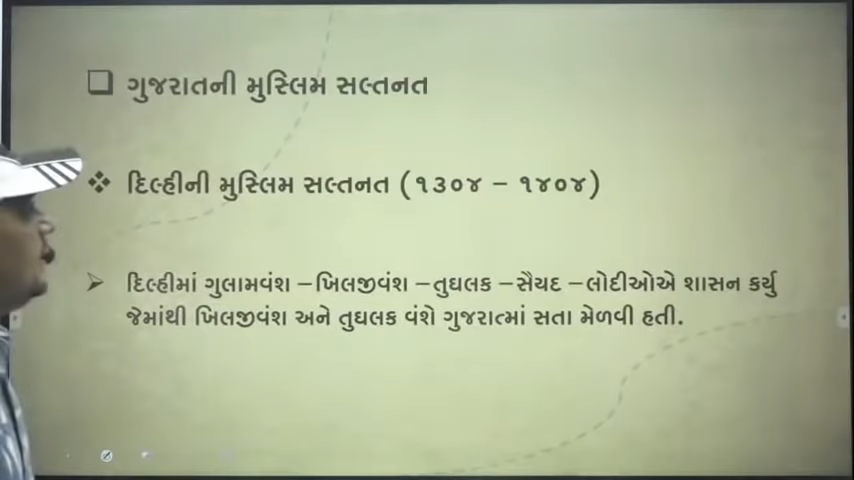 ગુજરાતની મુસ્લિમ સલ્તનત
દિલ્હીની મુસ્લિમ સલ્તનત (૧૩૦૪ – ૧૪૦૪)
દિલ્હીમાં ગુલામવંશ –ખિલજીવંશ –તુઘલક –સૈયદ –લોદીઓએ શાસન કર્યુ
જેમાંથી ખિલજીવંશ અને તુઘલક વંશે ગુજરાત્માં સતા મેળવી હતી.